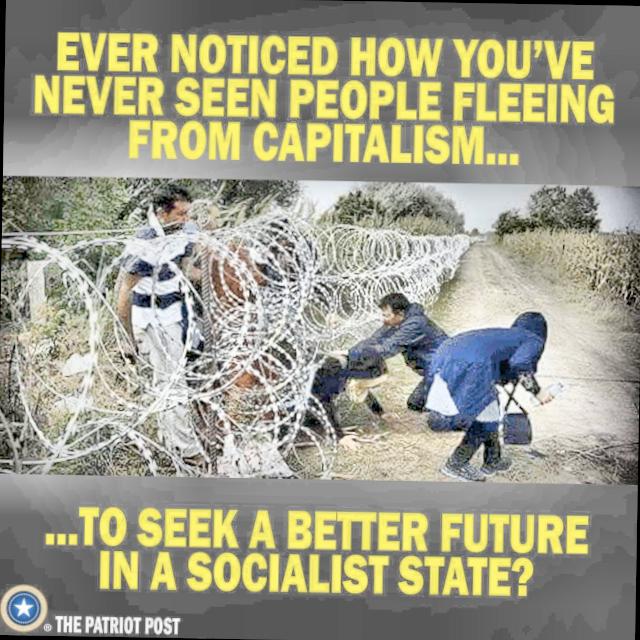 EVER NOTICED HOW YOU'VE
NEVER SEEN PEOPLE FLEEING
FROM CAPITALISM...
...TO SEEK A BETTER FUTURE
IN A SOCIALIST STATE?
® THE PATRIOT POST